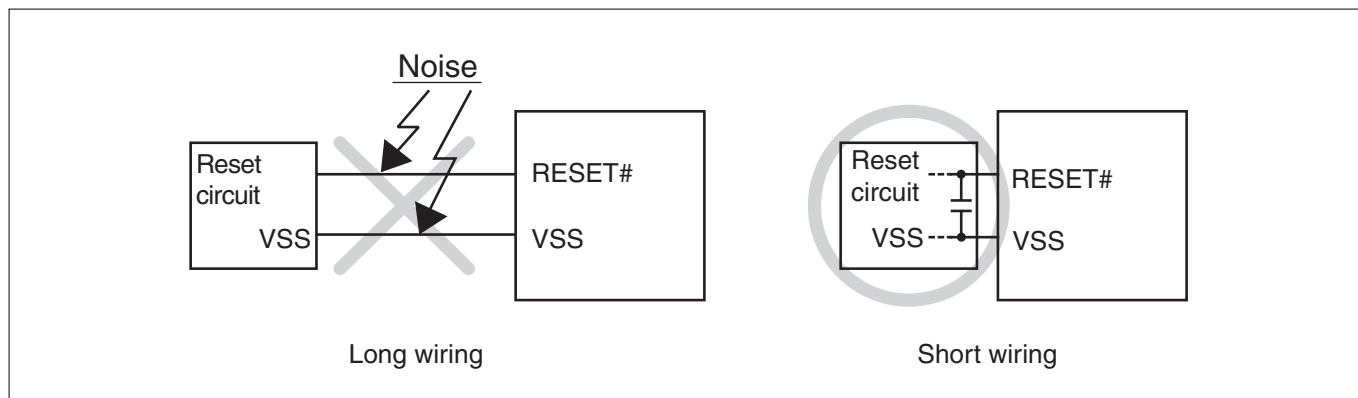 Noise
Reset
circuit
VSS
RESET#
VSS
Long wiring
Reset
circuit
VSS
RESET#
VSS
Short wiring